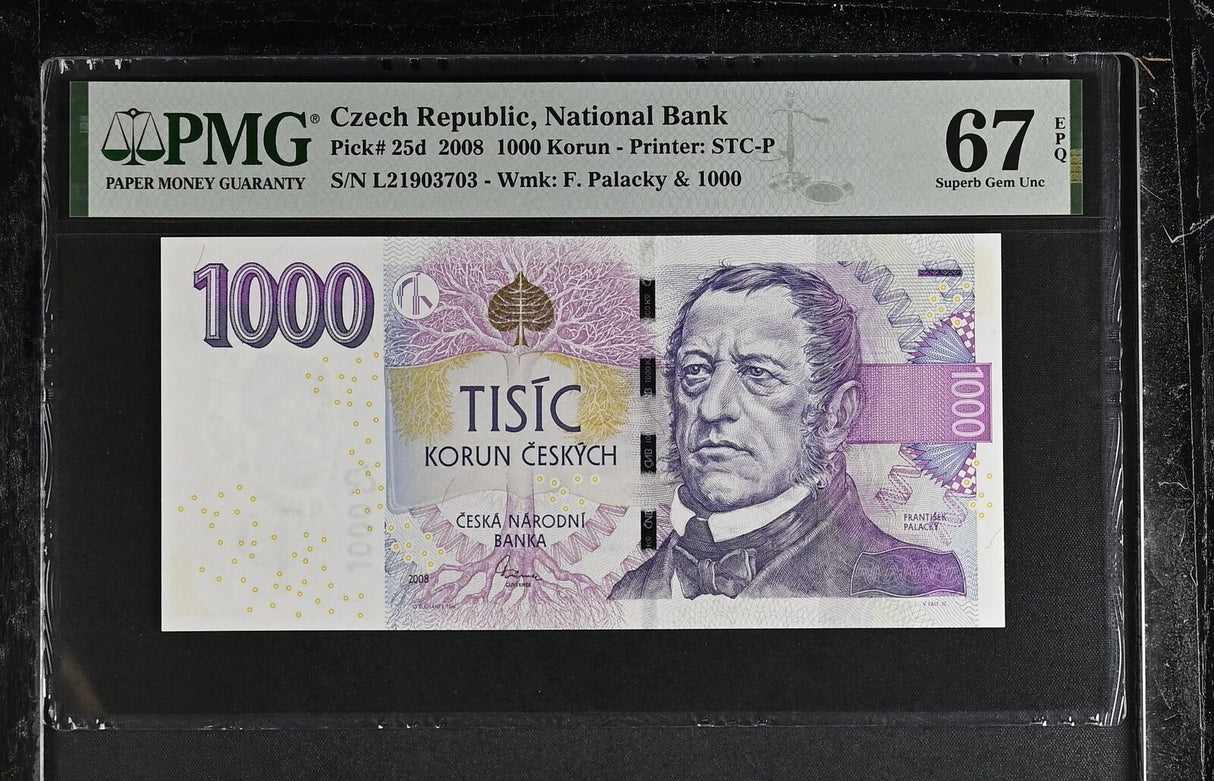 PMG®
PAPER MONEY GUARANTY
Czech Republic, National Bank
Pick# 25d 2008 1000 Korun - Printer: STC-P
S/N L21903703 - Wmk: F. Palacky & 1000
67
EPQ
Superb Gem Unc
1000
TISÍC
KORUN ČESKÝCH
ČESKÁ NÁRODNÍ
BANKA
GUVERNÉR
2008
1000
FRANTIŠEK
PALACKÝ